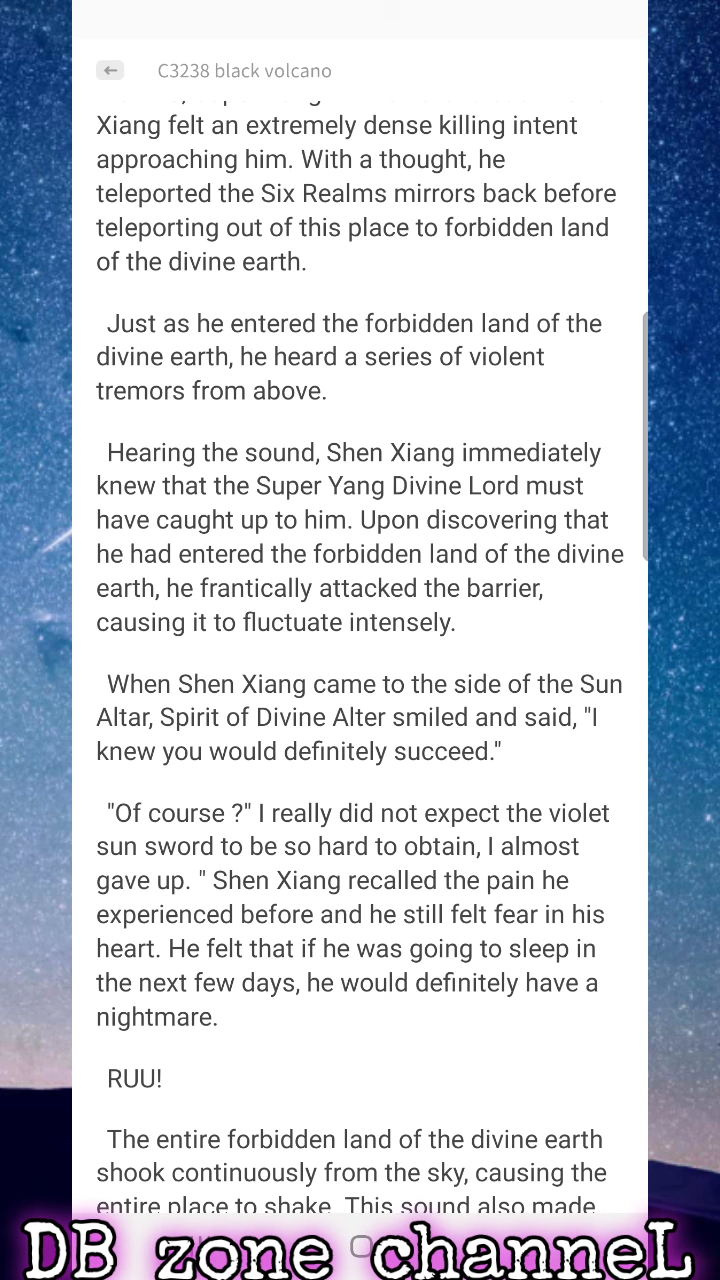 C3238 black volcano
Xiang felt an extremely dense killing intent
approaching him. With a thought, he
teleported the Six Realms mirrors back before
teleporting out of this place to forbidden land
of the divine earth.
Just as he entered the forbidden land of the
divine earth, he heard a series of violent
tremors from above.
Hearing the sound, Shen Xiang immediately
knew that the Super Yang Divine Lord must
have caught up to him. Upon discovering that
he had entered the forbidden land of the divine
earth, he frantically attacked the barrier,
causing it to fluctuate intensely.
When Shen Xiang came to the side of the Sun
Altar, Spirit of Divine Alter smiled and said, "I
knew you would definitely succeed."
"Of course ?" I really did not expect the violet
sun sword to be so hard to obtain, I almost
gave up. " Shen Xiang recalled the pain he
experienced before and he still felt fear in his
heart. He felt that if he was going to sleep in
the next few days, he would definitely have a
nightmare.
RUU!
The entire forbidden land of the divine earth
shook continuously from the sky, causing the
entire place to shake. This sound also made
DB zone channeL